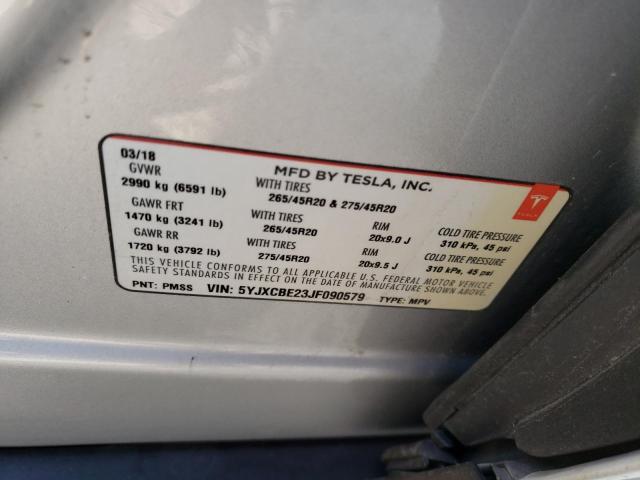 03/18
MFD BY TESLA, INC.
GVWR
2990 kg (6591 lb)
WITH TIRES
265/45R20 & 275/45R20
TESLA
GAWR FRT
1470 kg (3241 lb)
WITH TIRES
265/45R20
RIM
20x9.0 J
COLD TIRE PRESSURE
310 kPa, 45 psi
GAWR RR
1720 kg (3792 lb)
WITH TIRES
275/45R20
RIM
20x9.5 J
COLD TIRE PRESSURE
310 kPa, 45 psi
THIS VEHICLE CONFORMS TO ALL APPLICABLE U.S. FEDERAL MOTOR VEHICLE
SAFETY STANDARDS IN EFFECT ON THE DATE OF MANUFACTURE SHOWN ABOVE.
PNT: PMSS VIN: 5YJXCBE23JF090579 TYPE: MPV